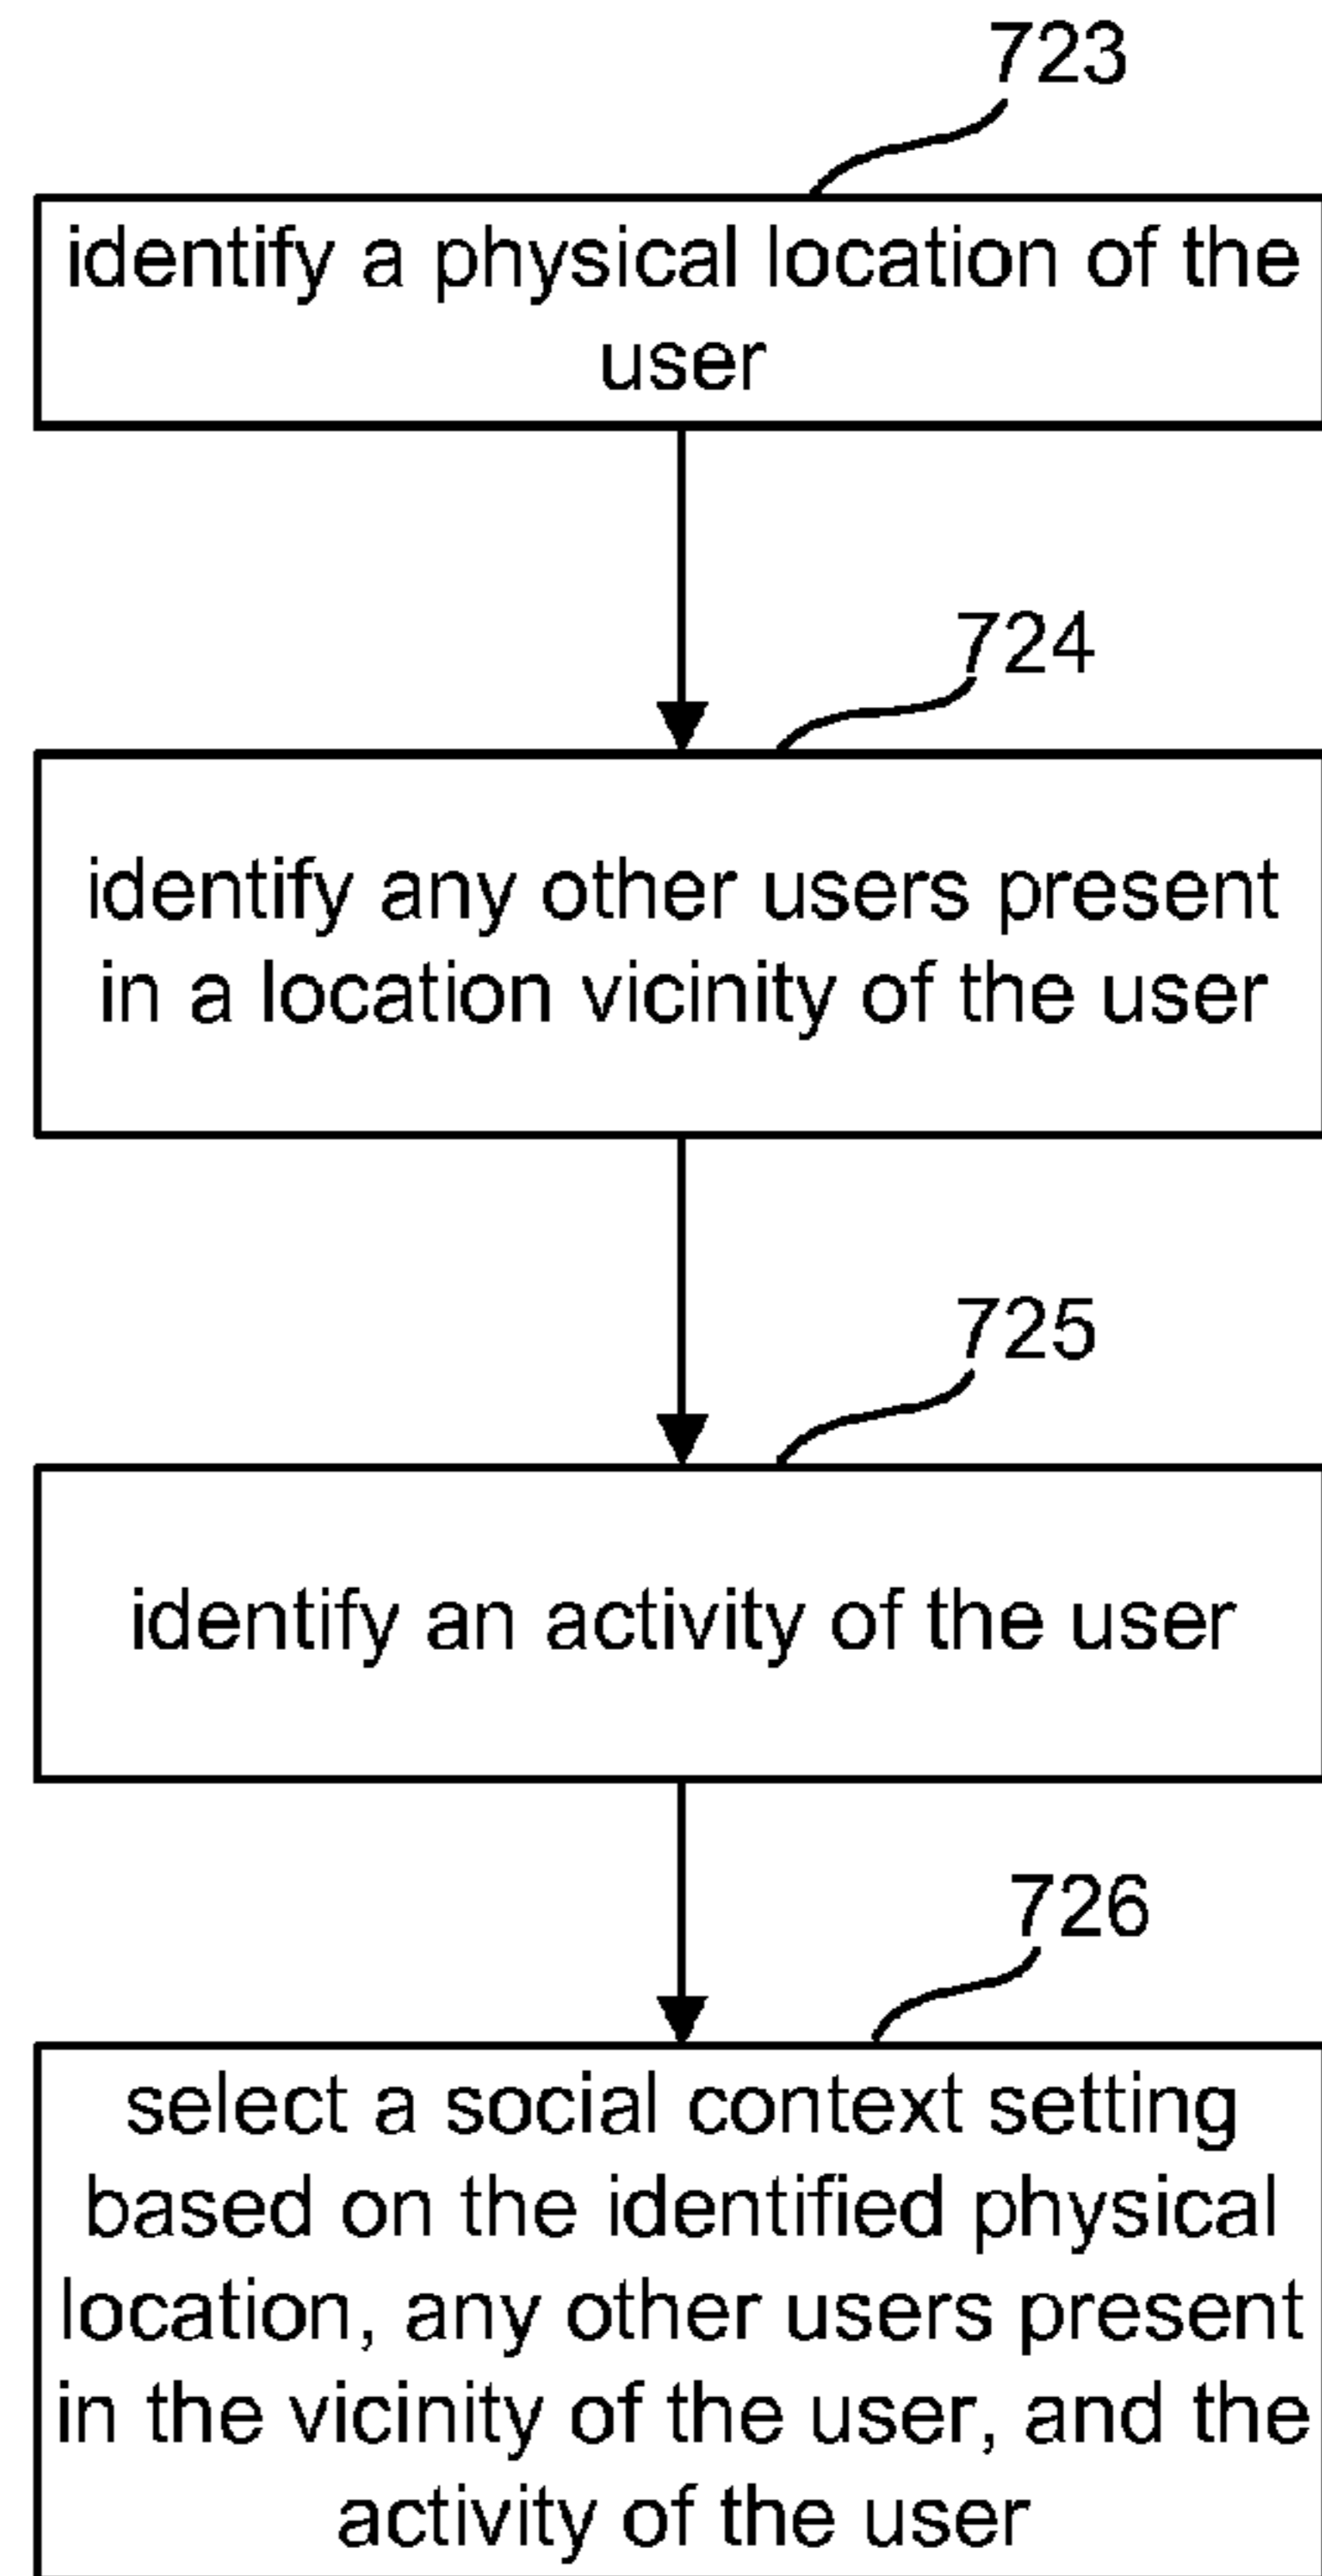 723
identify a physical location of the
user
724
identify any other users present
in a location vicinity of the user
725
identify an activity of the user
726
select a social context setting
based on the identified physical
location, any other users present
in the vicinity of the user, and the
activity of the user